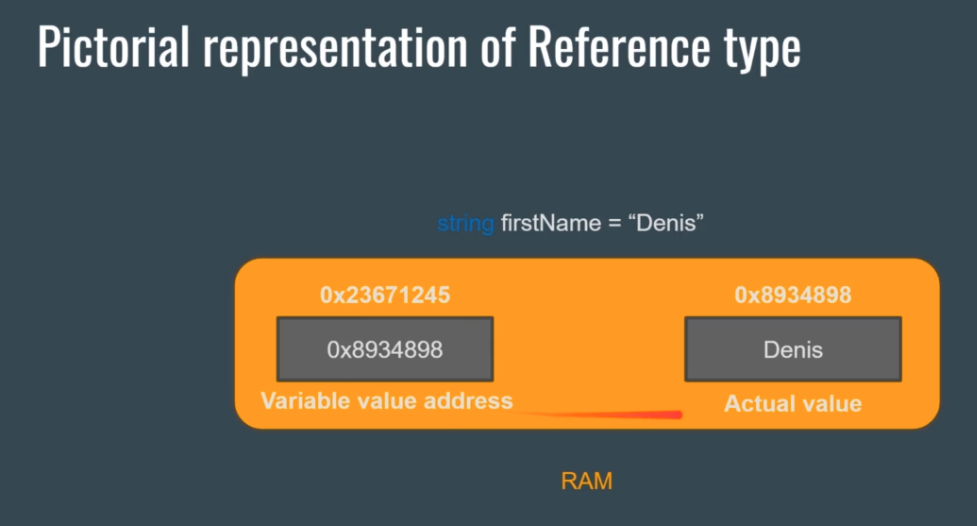 Pictorial representation of Reference type
string firstName = “Denis”
0x23671245
0x8934898
0x8934898
Denis
Variable value address
Actual value
RAM